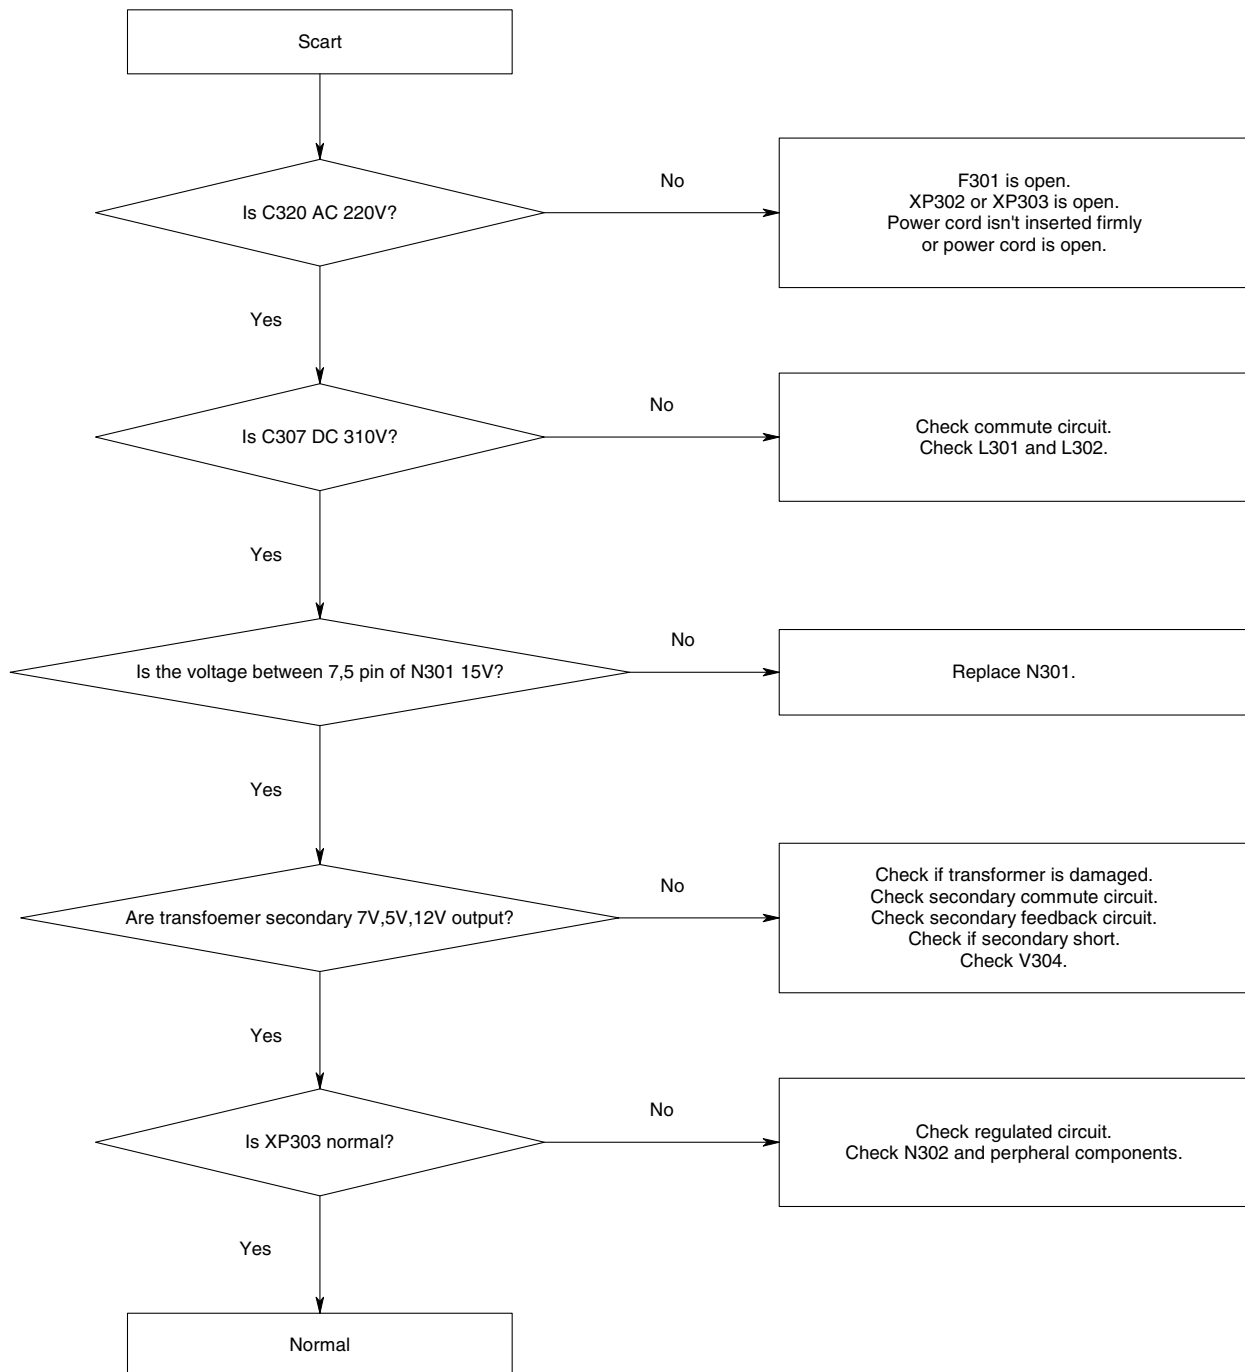 Scart
Is C320 AC 220V?
No
F301 is open.
XP302 or XP303 is open.
Power cord isn't inserted firmly
or power cord is open.
Yes
Is C307 DC 310V?
No
Check commute circuit.
Check L301 and L302.
Yes
Is the voltage between 7,5 pin of N301 15V?
No
Replace N301.
Yes
Are transfoemer secondary 7V,5V,12V output?
No
Check if transformer is damaged.
Check secondary commute circuit.
Check secondary feedback circuit.
Check if secondary short.
Check V304.
Yes
Is XP303 normal?
No
Check regulated circuit.
Check N302 and perpheral components.
Yes
Normal